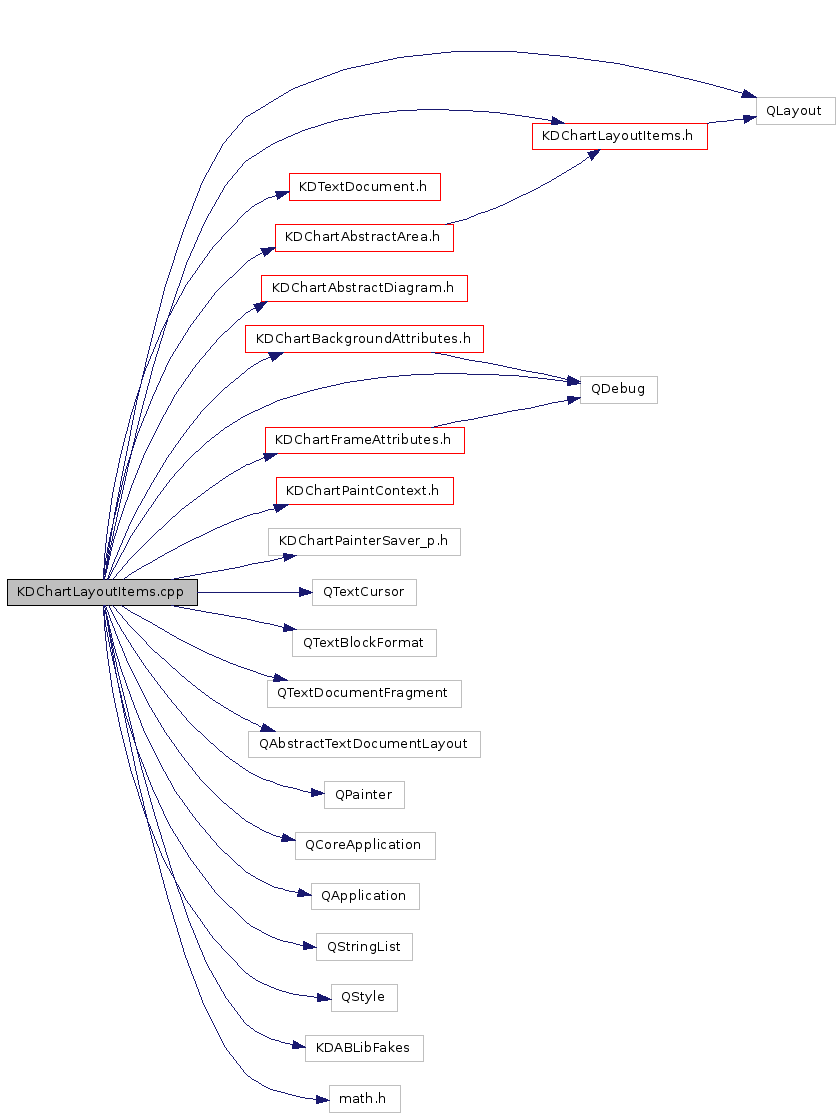 QLayout
KDChartLayoutItems.h
KDTextDocument.h
KDChartAbstractArea.h
KDChartAbstractDiagram.h
KDChartBackgroundAttributes.h
QDebug
KDChartFrameAttributes.h
KDChartPaintContext.h
KDChartPainterSaver_p.h
KDChartLayoutItems.cpp
QTextCursor
QTextBlockFormat
QTextDocumentFragment
QAbstractTextDocumentLayout
QPainter
QCoreApplication
QApplication
QStringList
QStyle
KDABLibFakes
math.h